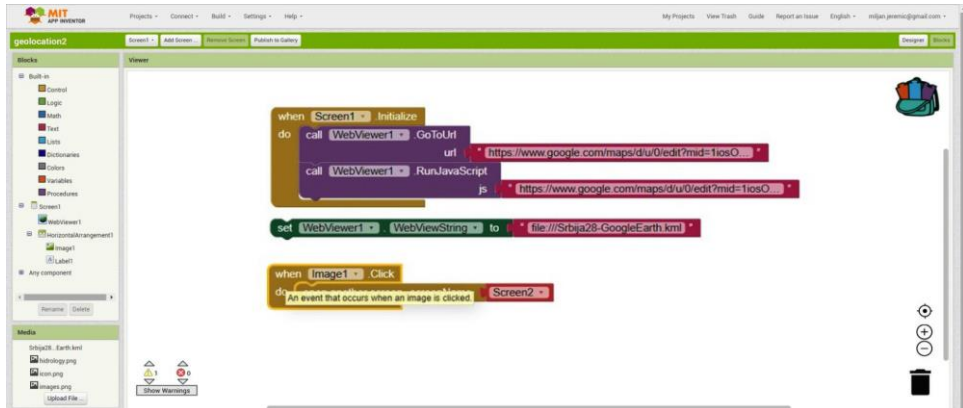 MIT
APP INVENTOR
Projects Connect Build Settings Help
My Projects View Trash Guide Report an Issue English miljan.jeremic@gmail.com
geolocation2
Screen1 Add Screen ... Remove Screen Publish to Gallery
Designer Blocks
Blocks
Viewer
Built-in
Control
Logic
Math
Text
Lists
Dictionaries
Colors
Variables
Procedures
Screen1
WebViewer1
HorizontalArrangement1
Image1
Label1
Any component
Rename Delete
Media
Srbija28...Earth.kml
hidrology.png
icon.png
images.png
Upload File ...
when Screen1 .Initialize
do call WebViewer1 .GoToUrl
url " https://www.google.com/maps/d/u/0/edit?mid=1iosO... "
call WebViewer1 .RunJavaScript
js " https://www.google.com/maps/d/u/0/edit?mid=1iosO... "
set WebViewer1 . WebViewString to " file:///Srbija28-GoogleEarth.kml "
when Image1 .Click
do Screen2
An event that occurs when an image is clicked.
1 0
Show Warnings